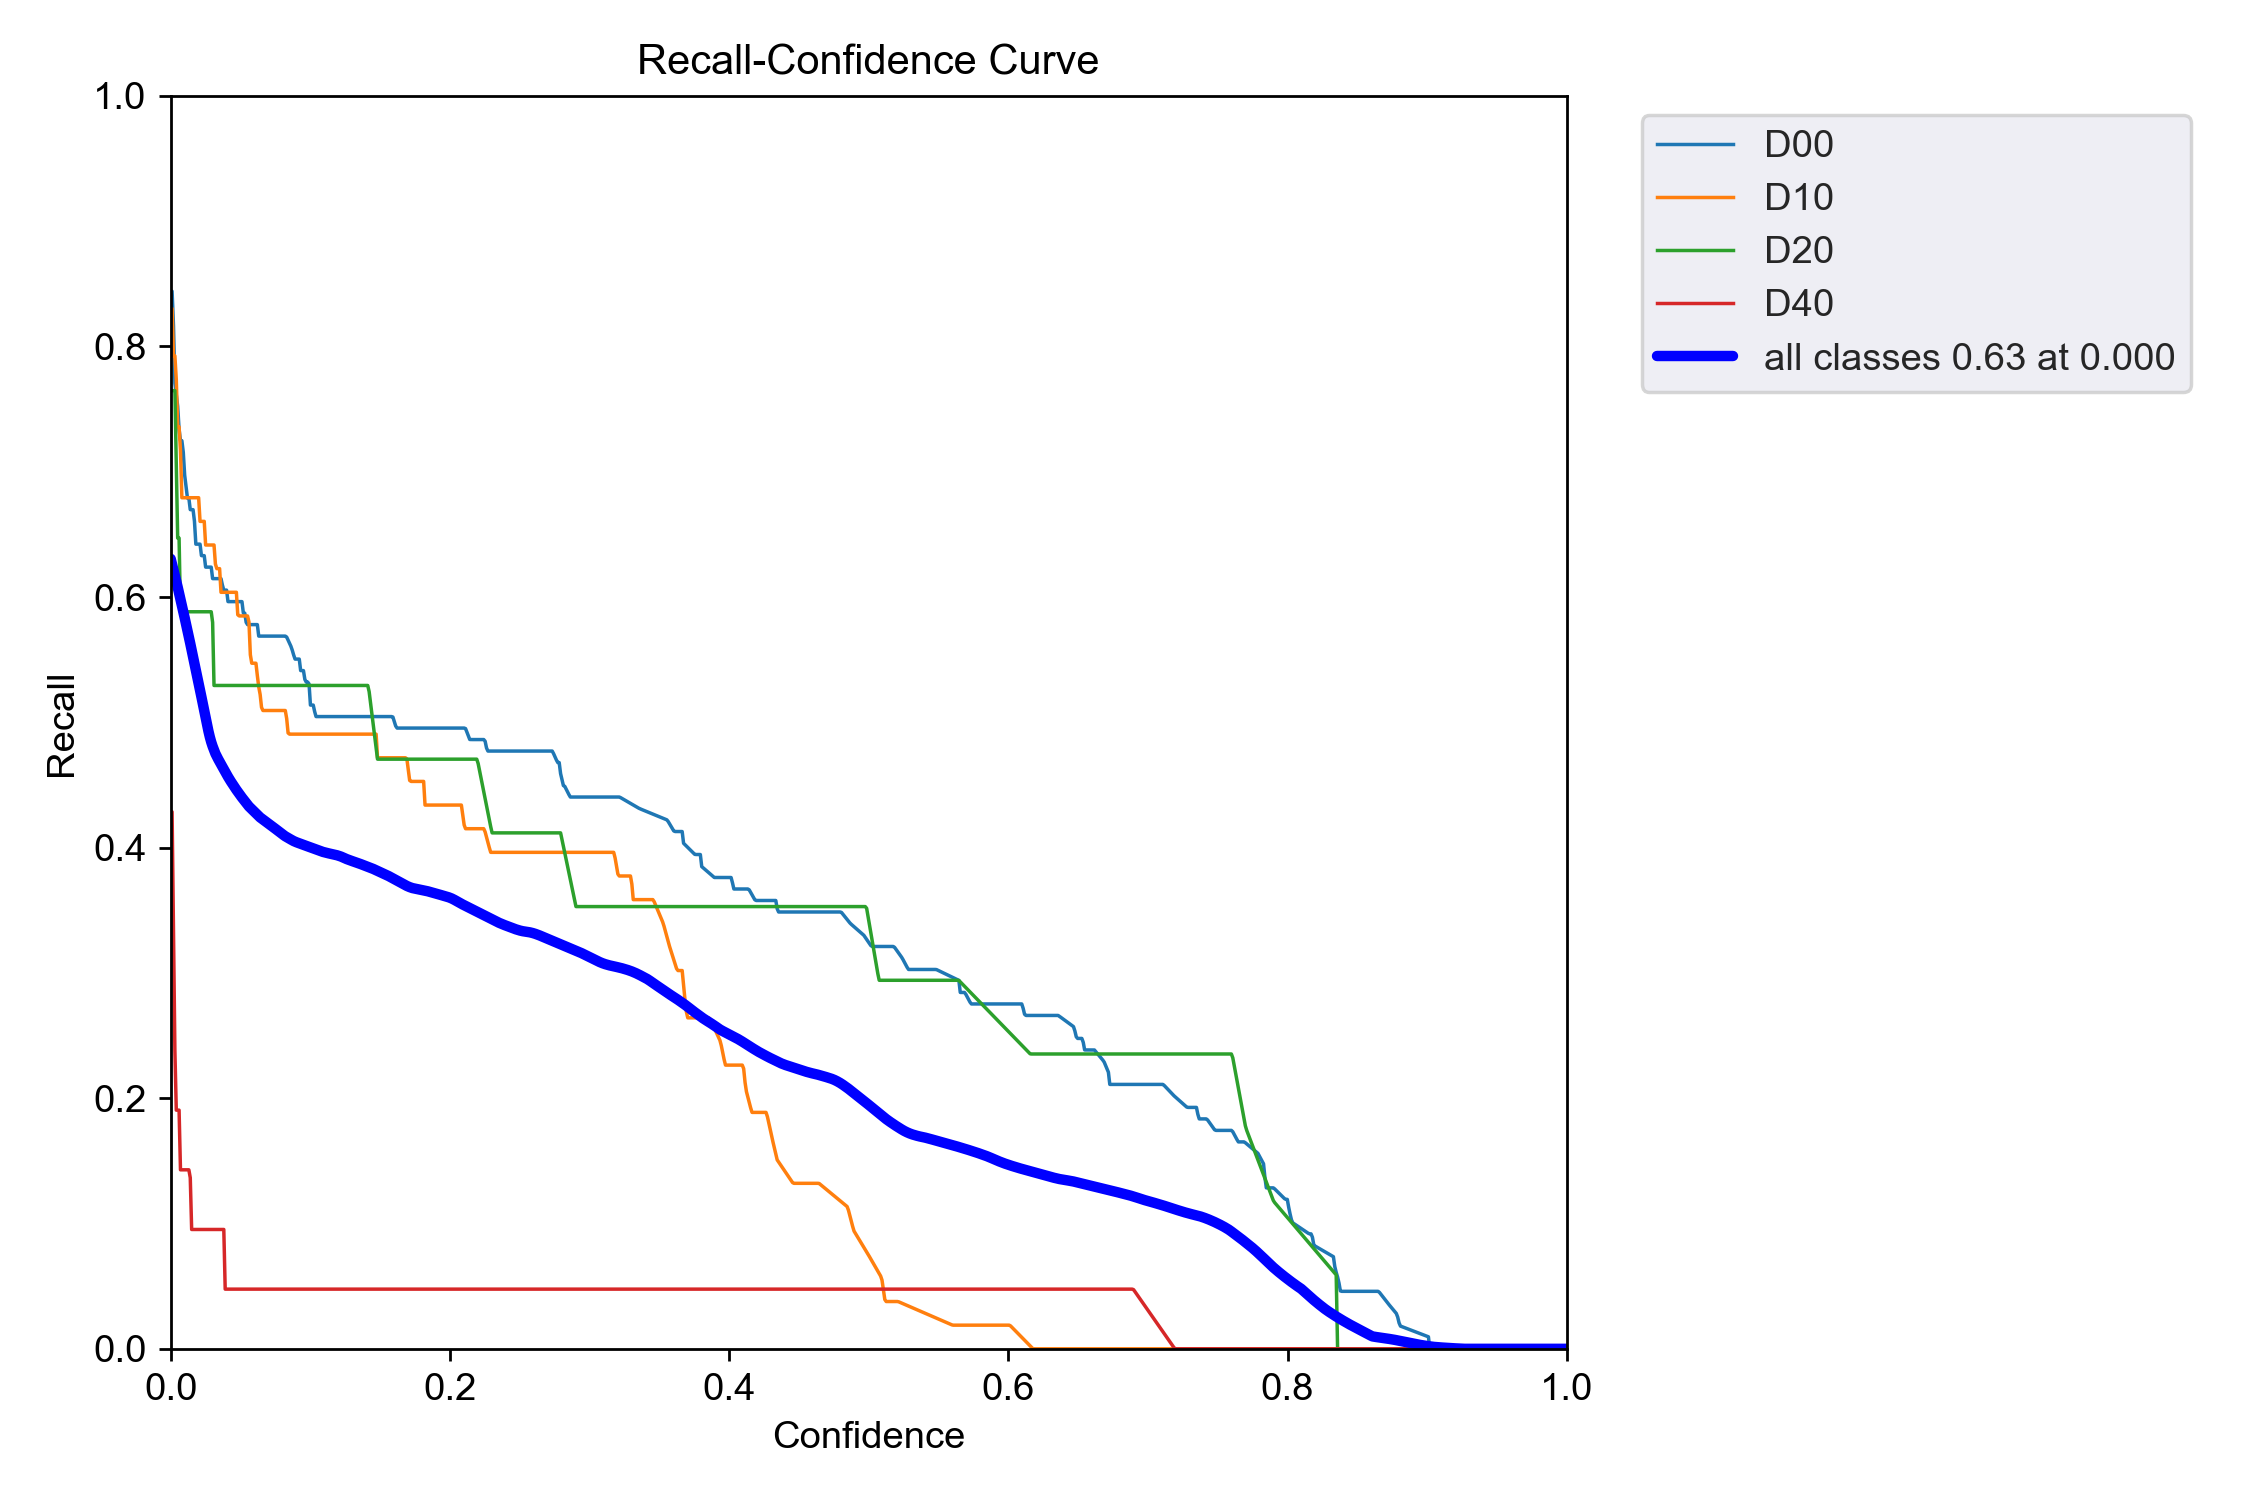 Recall-Confidence Curve
1.0
0.8
0.6
0.4
0.2
0.0
Recall
0.0 0.2 0.4 0.6 0.8 1.0
Confidence
D00
D10
D20
D40
all classes 0.63 at 0.000